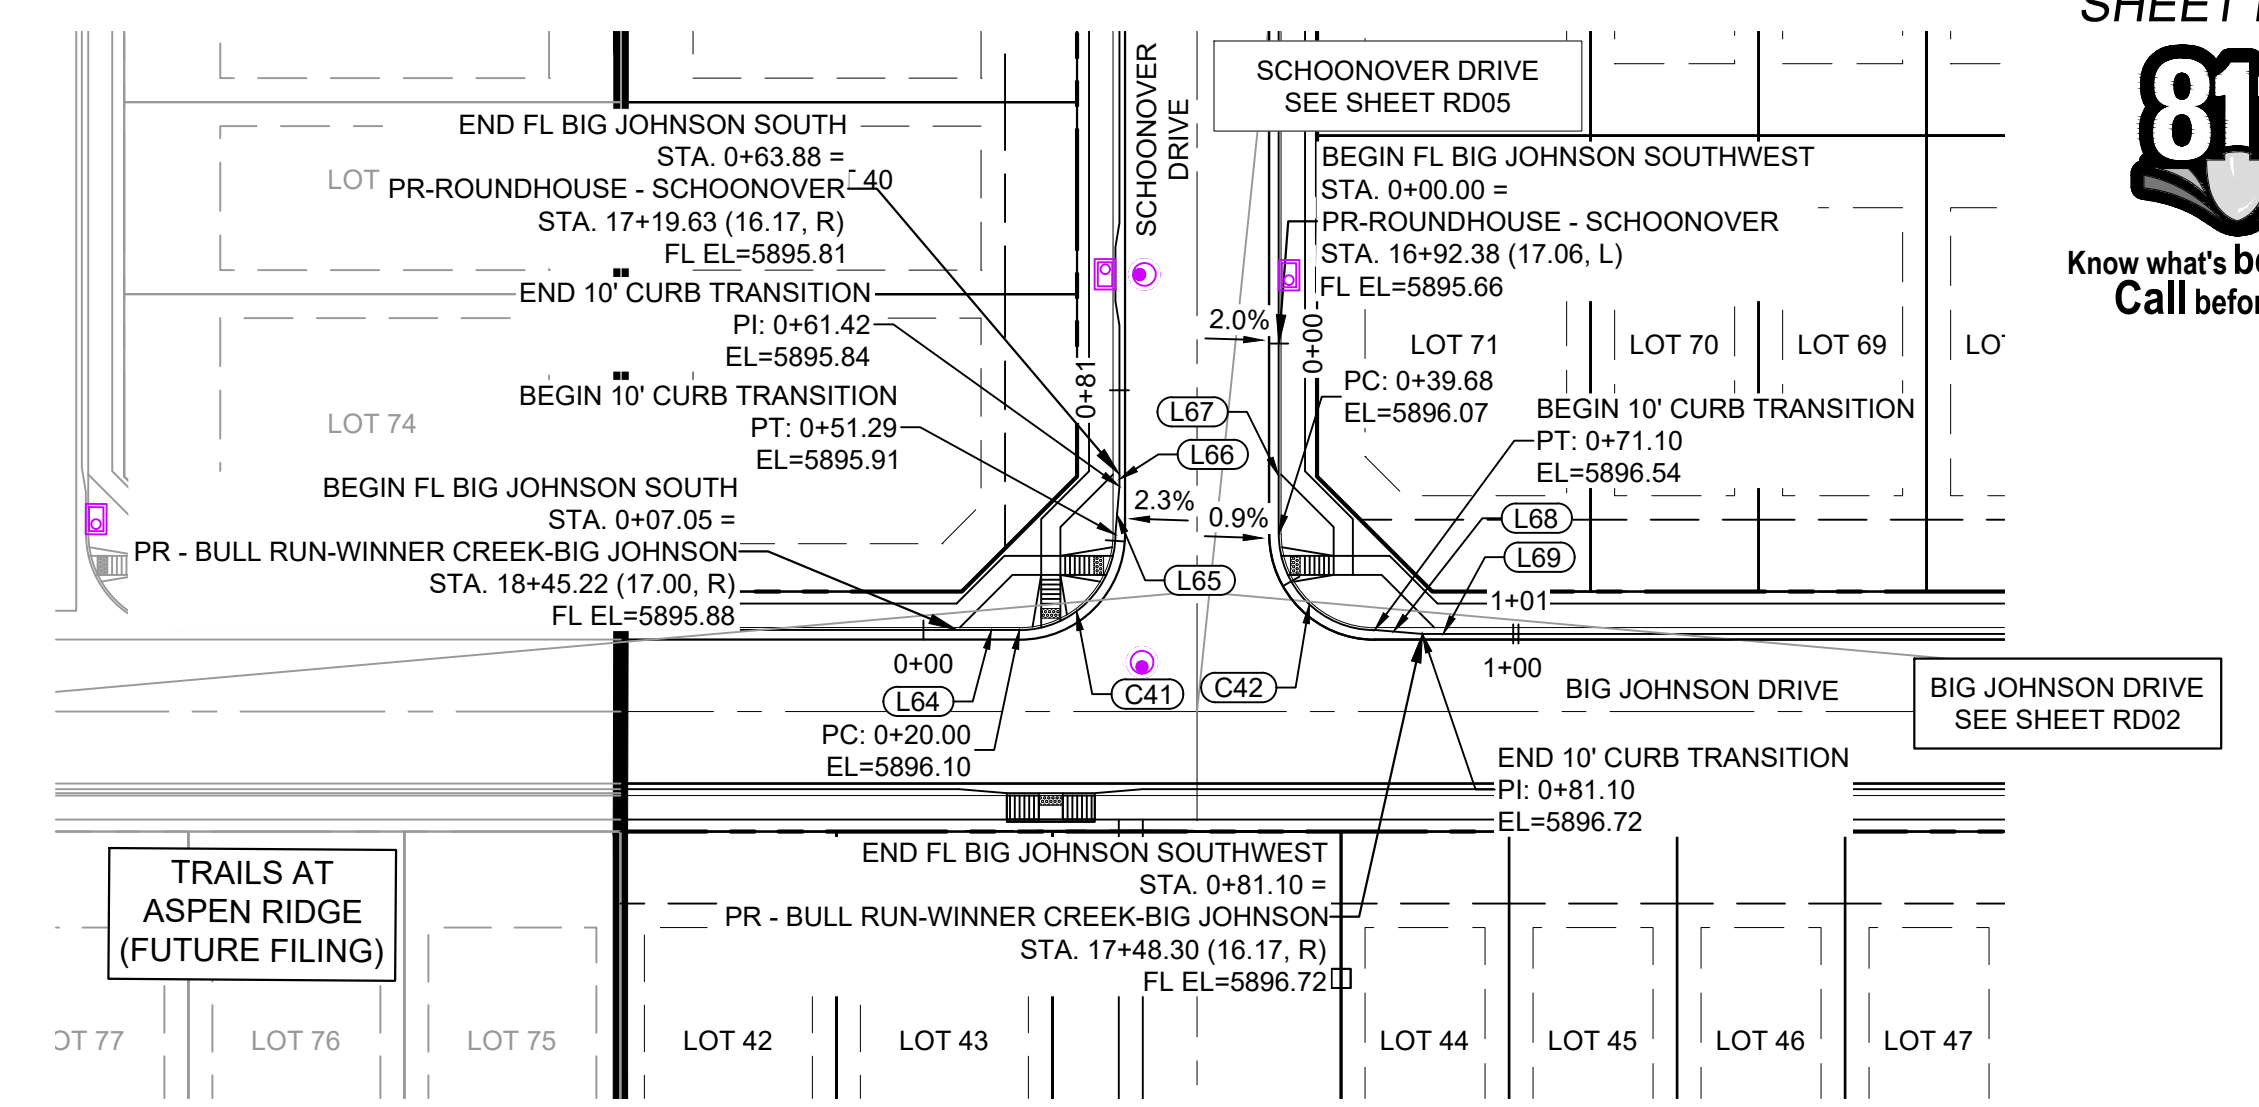 SCHOONOVER
DRIVE
SCHOONOVER DRIVE
SEE SHEET RD05
END FL BIG JOHNSON SOUTH
STA. 0+63.88 =
PR-ROUNDHOUSE - SCHOONOVER
STA. 17+19.63 (16.17, R)
FL EL=5895.81
LOT
40
END 10' CURB TRANSITION
PI: 0+61.42
EL=5895.84
BEGIN 10' CURB TRANSITION
PT: 0+51.29
EL=5895.91
LOT 74
BEGIN FL BIG JOHNSON SOUTH
STA. 0+07.05 =
PR - BULL RUN-WINNER CREEK-BIG JOHNSON
STA. 18+45.22 (17.00, R)
FL EL=5895.88
BEGIN FL BIG JOHNSON SOUTHWEST
STA. 0+00.00 =
PR-ROUNDHOUSE - SCHOONOVER
STA. 16+92.38 (17.06, L)
FL EL=5895.66
2.0%
0+00
0+81
LOT 71
LOT 70
LOT 69
PC: 0+39.68
EL=5896.07
BEGIN 10' CURB TRANSITION
PT: 0+71.10
EL=5896.54
L67
L66
2.3%
0.9%
L68
L69
L65
1+01
0+00
L64
C41
C42
1+00
PC: 0+20.00
EL=5896.10
BIG JOHNSON DRIVE
BIG JOHNSON DRIVE
SEE SHEET RD02
END 10' CURB TRANSITION
PI: 0+81.10
EL=5896.72
END FL BIG JOHNSON SOUTHWEST
STA. 0+81.10 =
PR - BULL RUN-WINNER CREEK-BIG JOHNSON
STA. 17+48.30 (16.17, R)
FL EL=5896.72
TRAILS AT
ASPEN RIDGE
(FUTURE FILING)
OT 77
LOT 76
LOT 75
LOT 42
LOT 43
LOT 44
LOT 45
LOT 46
LOT 47
SHEET
81
Know what's
Call